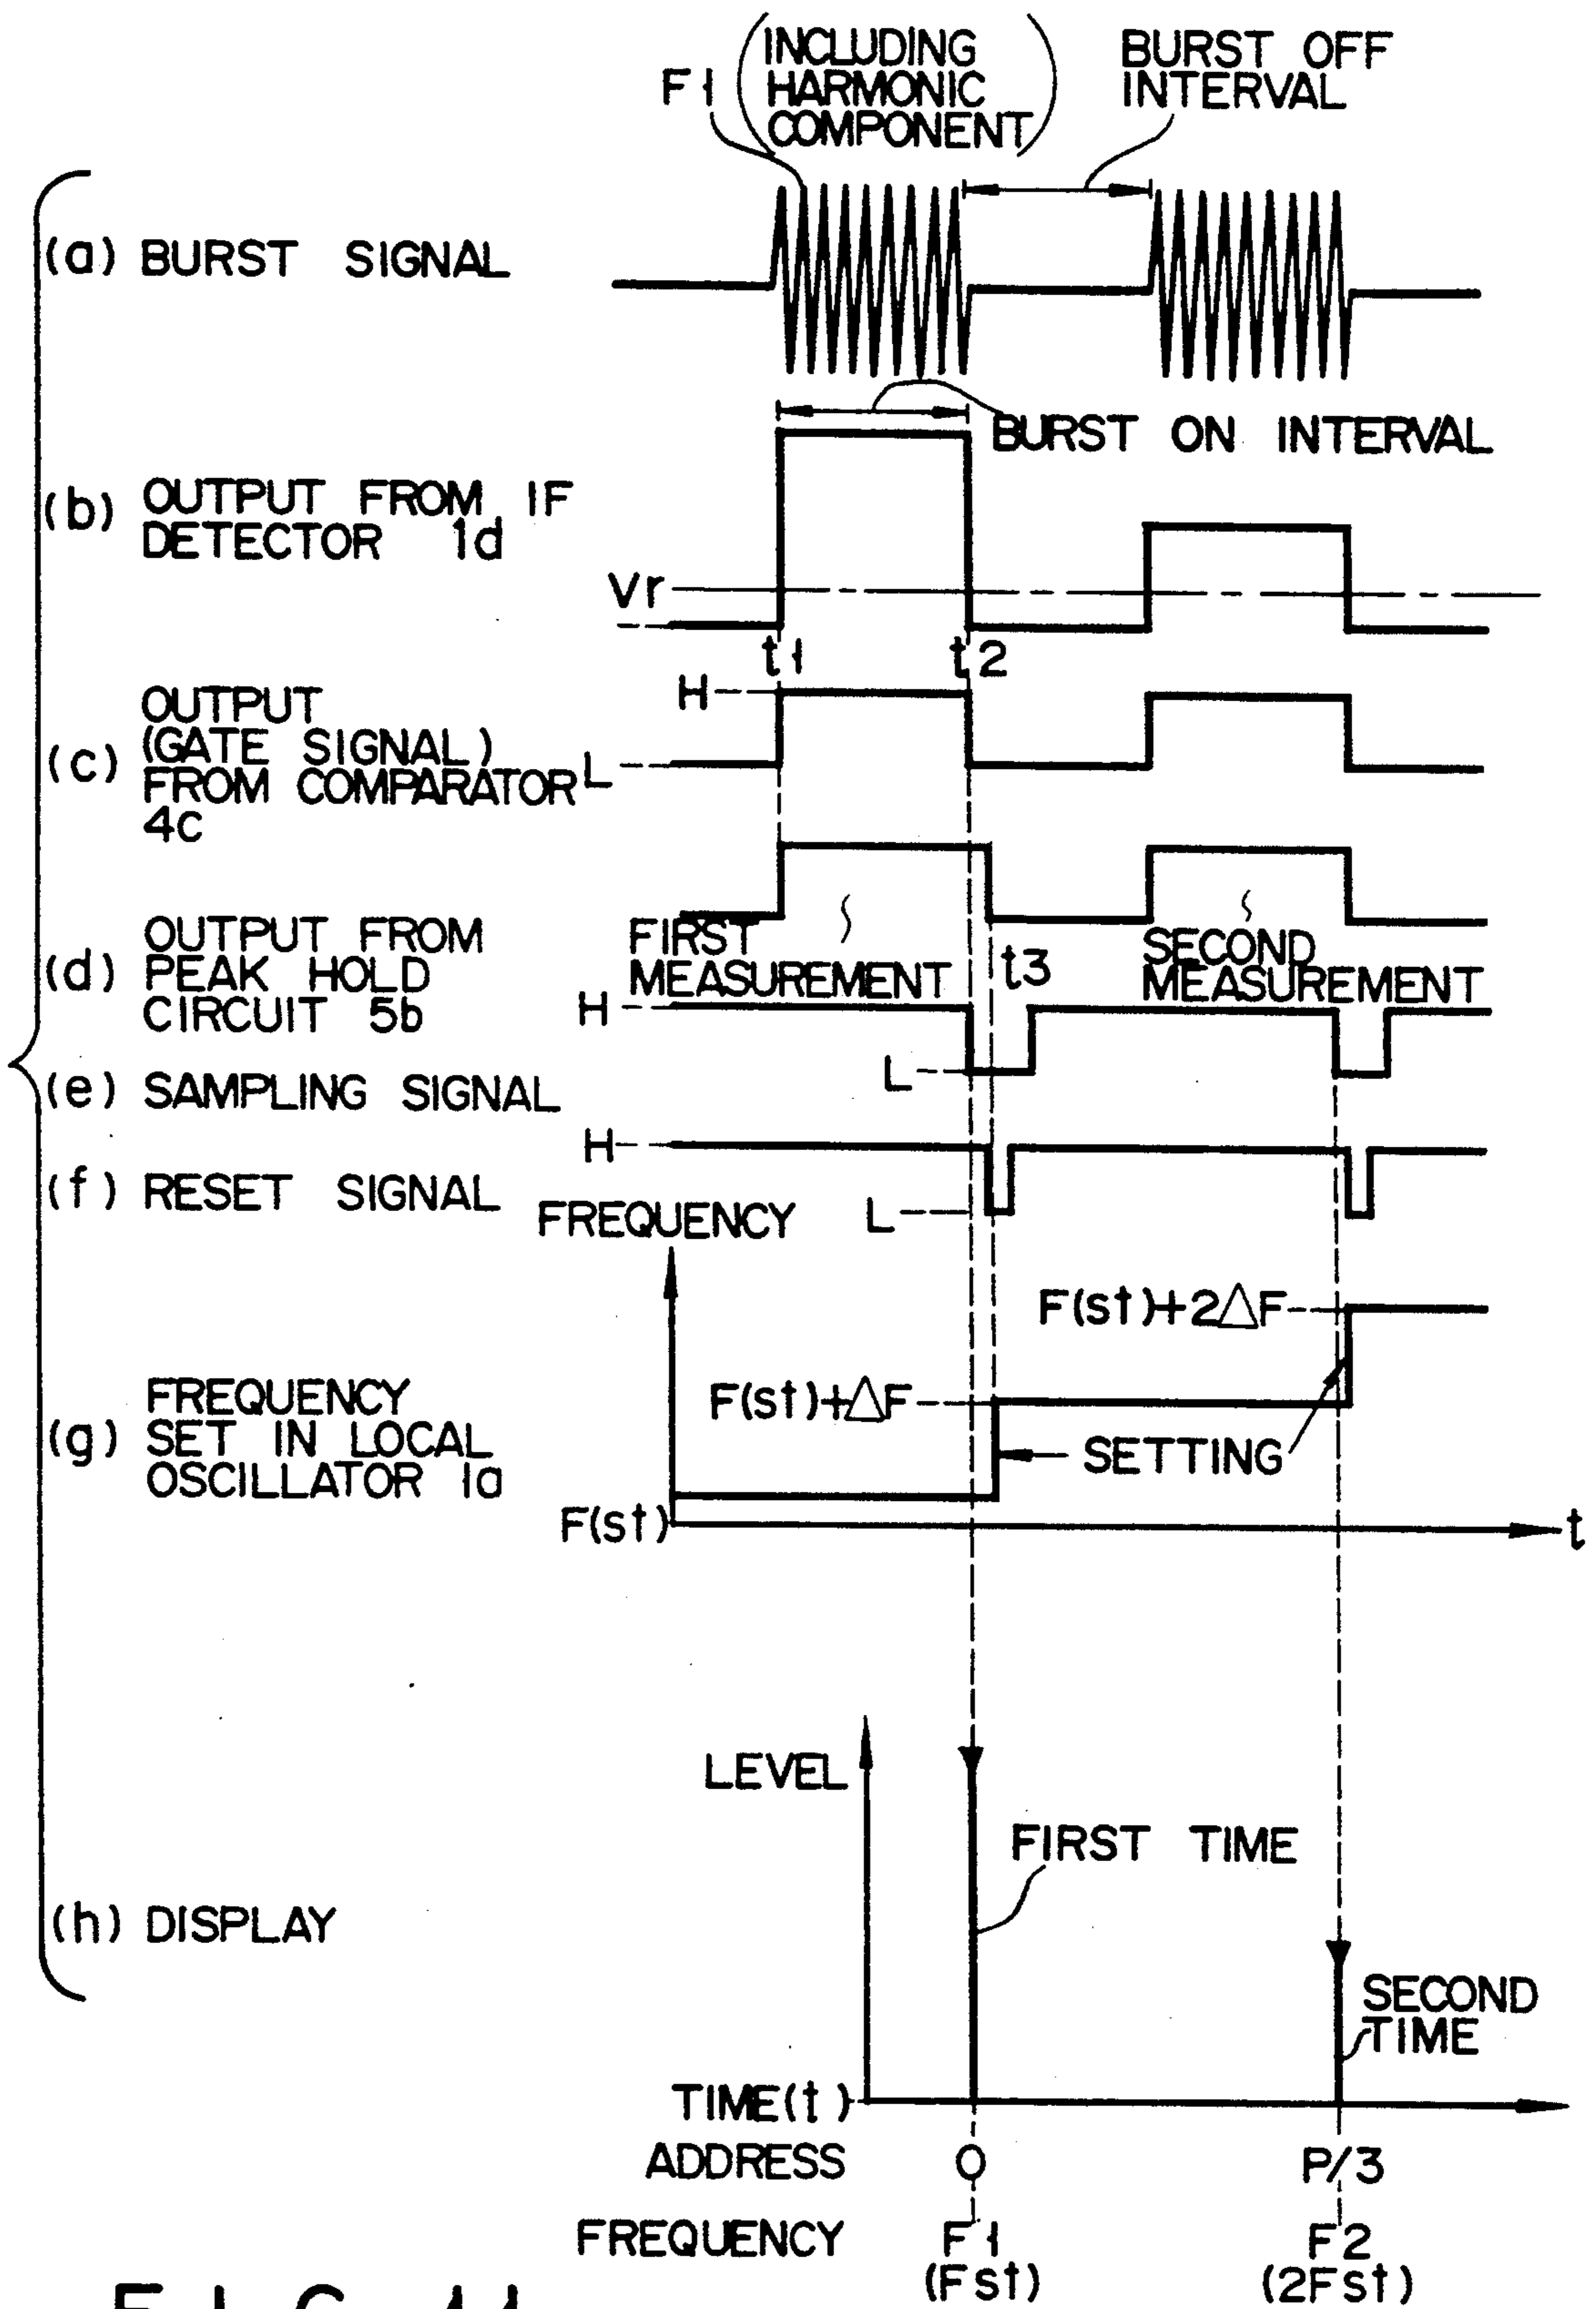 F1 (INCLUDING
HARMONIC
COMPONENT)
BURST OFF
INTERVAL
(a) BURST SIGNAL
BURST ON INTERVAL
(b) OUTPUT FROM IF
DETECTOR 1d
Vr
t1
t2
(c) OUTPUT
(GATE SIGNAL)
FROM COMPARATOR
4c
H
L
(d) OUTPUT FROM
PEAK HOLD
CIRCUIT 5b
FIRST
MEASUREMENT
t3
SECOND
MEASUREMENT
H
L
(e) SAMPLING SIGNAL
H
L
(f) RESET SIGNAL
FREQUENCY
F(st)+2△F
F(st)+△F
SETTING
(g) FREQUENCY
SET IN LOCAL
OSCILLATOR 1a
F(st)
t
LEVEL
FIRST TIME
(h) DISPLAY
SECOND
TIME
TIME(t)
ADDRESS 0 P/3
FREQUENCY F1 F2
(Fst) (2Fst)
FIG. 11